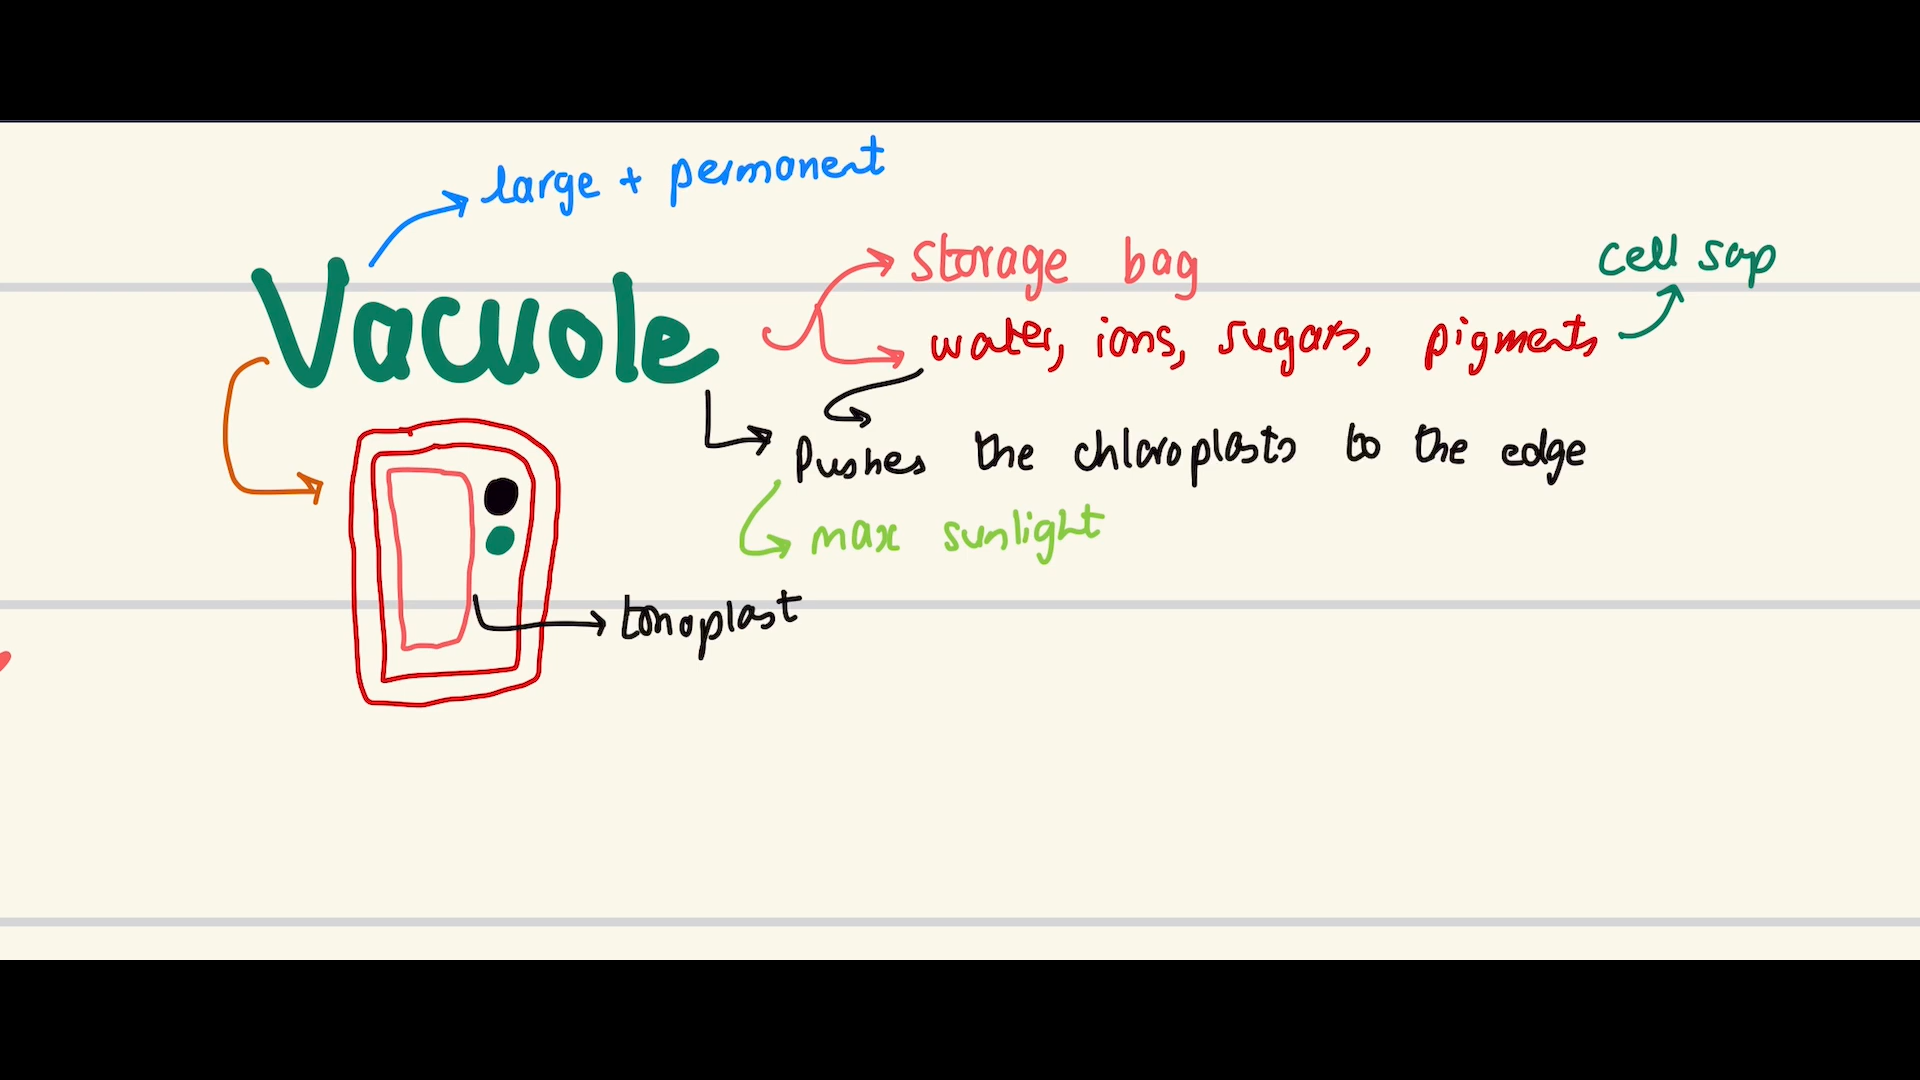 large + permanent
Vacuole
storage bag
cell sap
water, ions, sugars, pigments
Pushes the chloroplasts to the edge
max sunlight
tonoplast